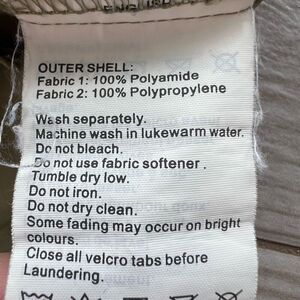 ENGLISH
OUTER SHELL:
Fabric 1: 100% Polyamide
Fabric 2: 100% Polypropylene
Wash separately.
Machine wash in lukewarm water.
Do not bleach.
Do not use fabric softener .
Tumble dry low.
Do not iron.
Do not dry clean.
Some fading may occur on bright
colours.
Close all velcro tabs before
Laundering.